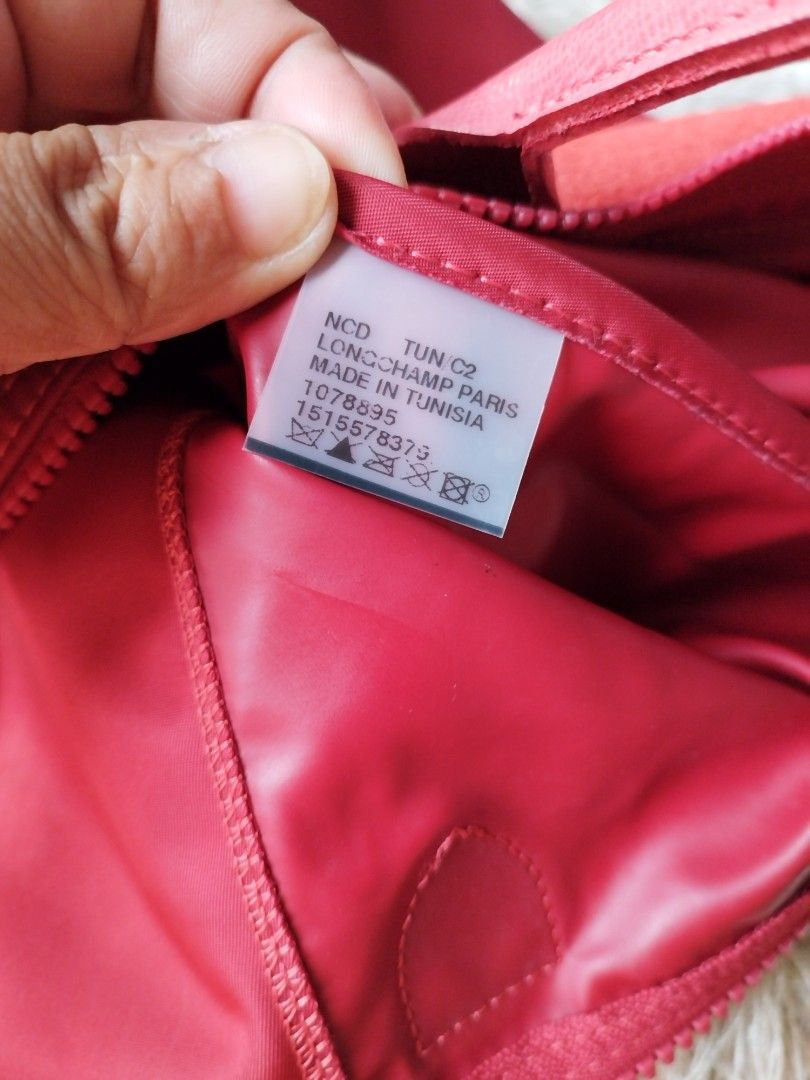 NCD TUN/C2
LONGCHAMP PARIS
MADE IN TUNISIA
1078895
1515578379
®